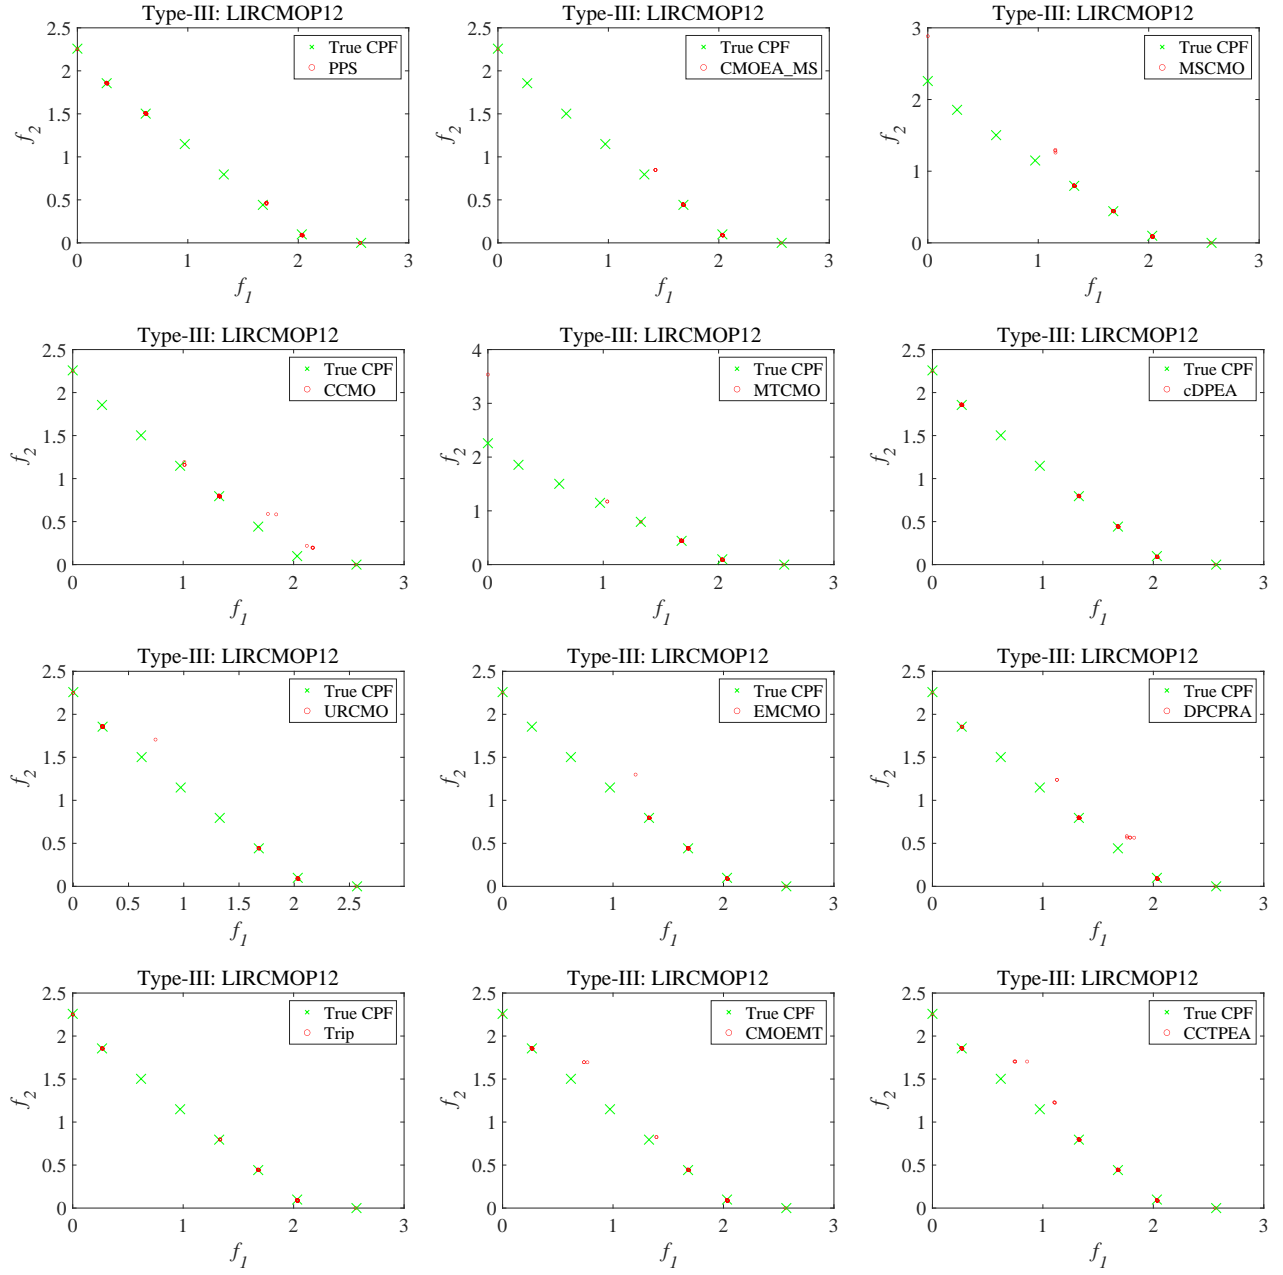 Type-III: LIRCMOP12
2.5
2
1.5
1
0.5
0
f2
True CPF
PPS
0 1 2 3
f1
Type-III: LIRCMOP12
2.5
2
1.5
1
0.5
0
f2
True CPF
CMOEA_MS
0 1 2 3
f1
Type-III: LIRCMOP12
3
2
1
0
f2
True CPF
MSCMO
0 1 2 3
f1
Type-III: LIRCMOP12
2.5
2
1.5
1
0.5
0
f2
True CPF
CCMO
0 1 2 3
f1
Type-III: LIRCMOP12
4
3
2
1
0
f2
True CPF
MTCMO
0 1 2 3
f1
Type-III: LIRCMOP12
2.5
2
1.5
1
0.5
0
f2
True CPF
cDPEA
0 1 2 3
f1
Type-III: LIRCMOP12
2.5
2
1.5
1
0.5
0
f2
True CPF
URCMO
0 0.5 1 1.5 2 2.5
f1
Type-III: LIRCMOP12
2.5
2
1.5
1
0.5
0
f2
True CPF
EMCMO
0 1 2 3
f1
Type-III: LIRCMOP12
2.5
2
1.5
1
0.5
0
f2
True CPF
DPCPRA
0 1 2 3
f1
Type-III: LIRCMOP12
2.5
2
1.5
1
0.5
0
f2
True CPF
Trip
0 1 2 3
f1
Type-III: LIRCMOP12
2.5
2
1.5
1
0.5
0
f2
True CPF
CMOEMT
0 1 2 3
f1
Type-III: LIRCMOP12
2.5
2
1.5
1
0.5
0
f2
True CPF
CCTPEA
0 1 2 3
f1